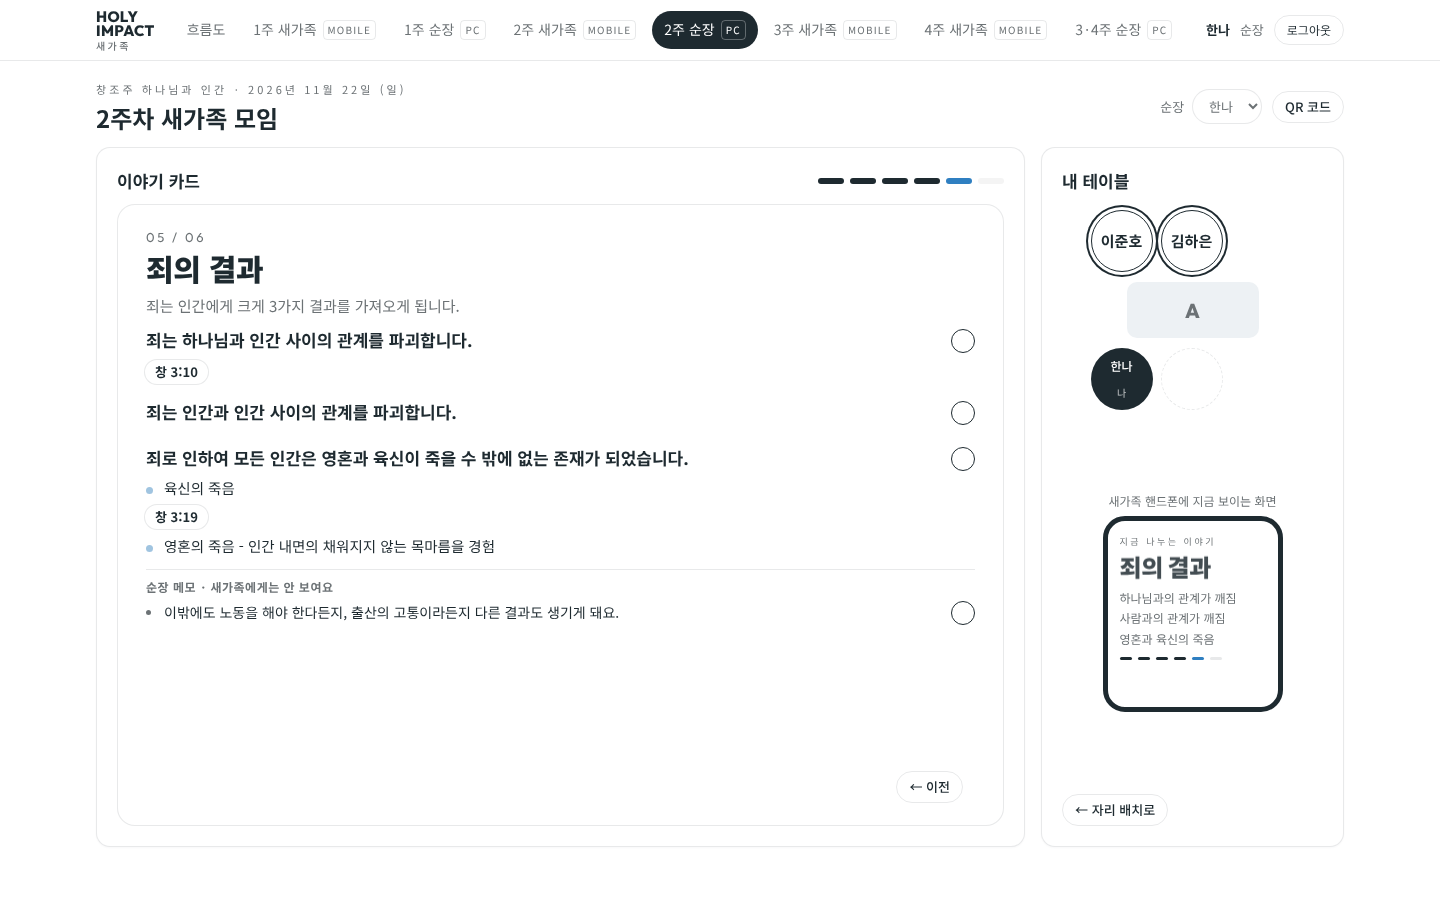 HOLY
IMPACT
새가족
흐름도
1주 새가족 MOBILE
1주 순장 PC
2주 새가족 MOBILE
2주 순장 PC
3주 새가족 MOBILE
4주 새가족 MOBILE
3·4주 순장 PC
한나 순장
로그아웃
창조주 하나님과 인간 · 2026년 11월 22일 (일)
2주차 새가족 모임
순장 한나
QR 코드
이야기 카드
05 / 06
죄의 결과
죄는 인간에게 크게 3가지 결과를 가져오게 됩니다.
죄는 하나님과 인간 사이의 관계를 파괴합니다.
창 3:10
죄는 인간과 인간 사이의 관계를 파괴합니다.
죄로 인하여 모든 인간은 영혼과 육신이 죽을 수 밖에 없는 존재가 되었습니다.
육신의 죽음
창 3:19
영혼의 죽음 - 인간 내면의 채워지지 않는 목마름을 경험
순장 메모 · 새가족에게는 안 보여요
이밖에도 노동을 해야 한다든지, 출산의 고통이라든지 다른 결과도 생기게 돼요.
← 이전
내 테이블
이준호 김하은
A
한나
나
새가족 핸드폰에 지금 보이는 화면
지금 나누는 이야기
죄의 결과
하나님과의 관계가 깨짐
사람과의 관계가 깨짐
영혼과 육신의 죽음
← 자리 배치로